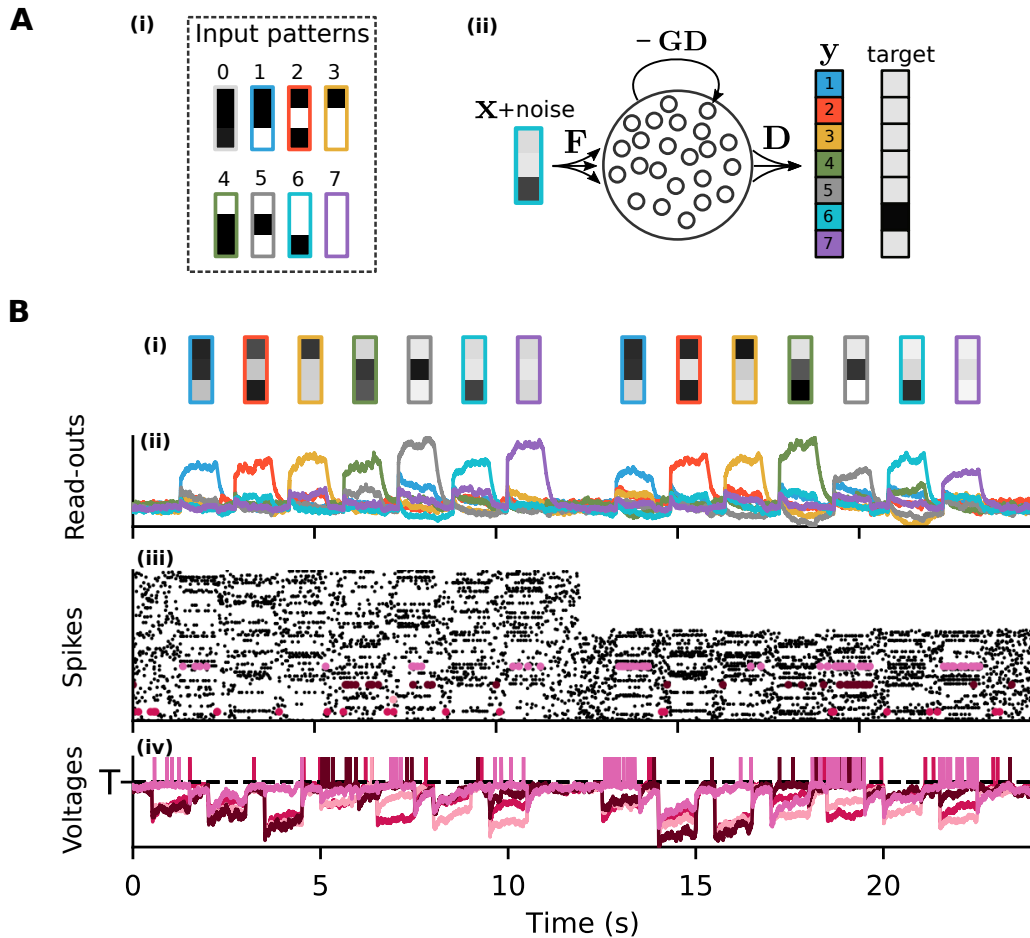 A
(i)
Input patterns
0 1 2 3
4 5 6 7
(ii)
– GD
x+noise
F
D
y
target
1
2
3
4
5
6
7
B
(i)
(ii)
Read-outs
(iii)
Spikes
(iv)
T
Voltages
0 5 10 15 20
Time (s)